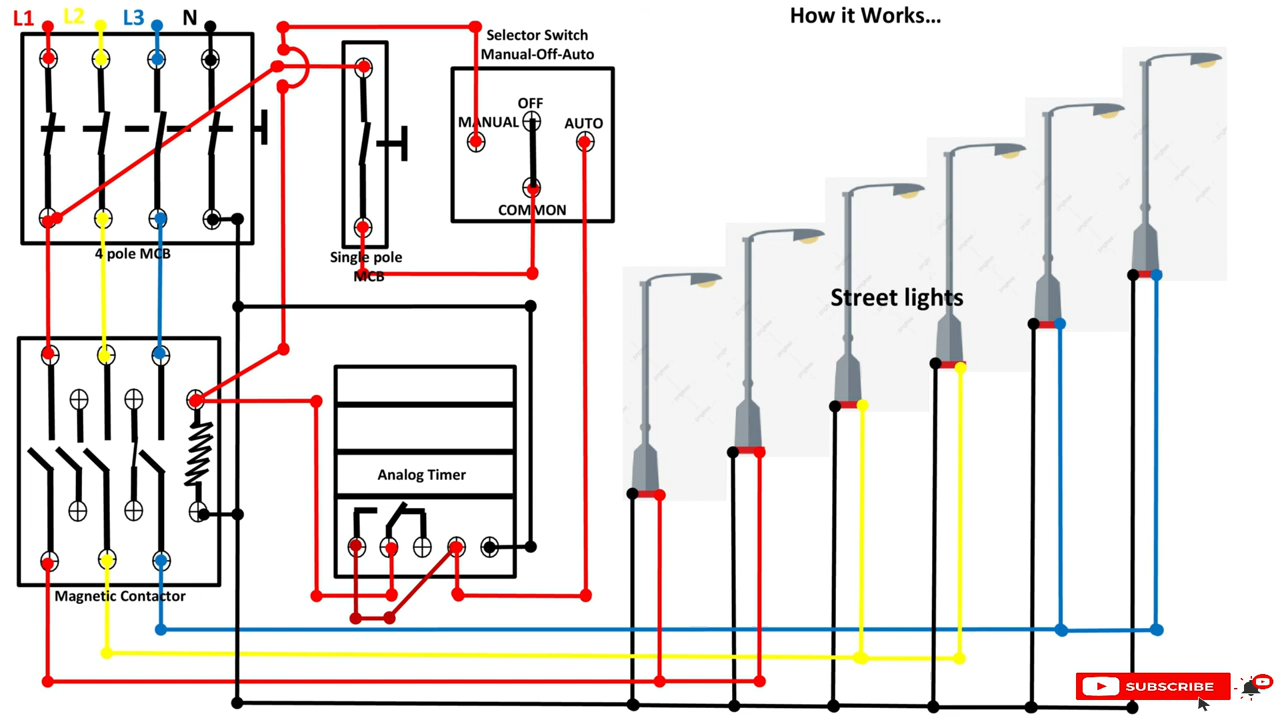 How it Works...
L1 L2 L3 N
Selector Switch
Manual-Off-Auto
OFF
MANUAL
AUTO
COMMON
4 pole MCB
Single pole
MCB
Street lights
Analog Timer
Magnetic Contactor
SUBSCRIBE